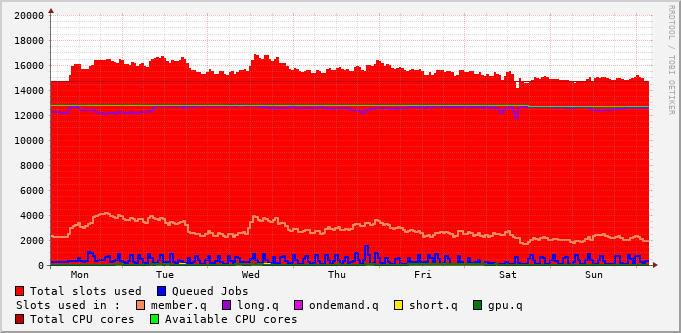 20000
18000
16000
14000
12000
10000
8000
6000
4000
2000
0
Mon Tue Wed Thu Fri Sat Sun
RRDTOOL / TOBI OETIKER
Total slots used Queued Jobs
Slots used in : member.q long.q ondemand.q short.q gpu.q
Total CPU cores Available CPU cores